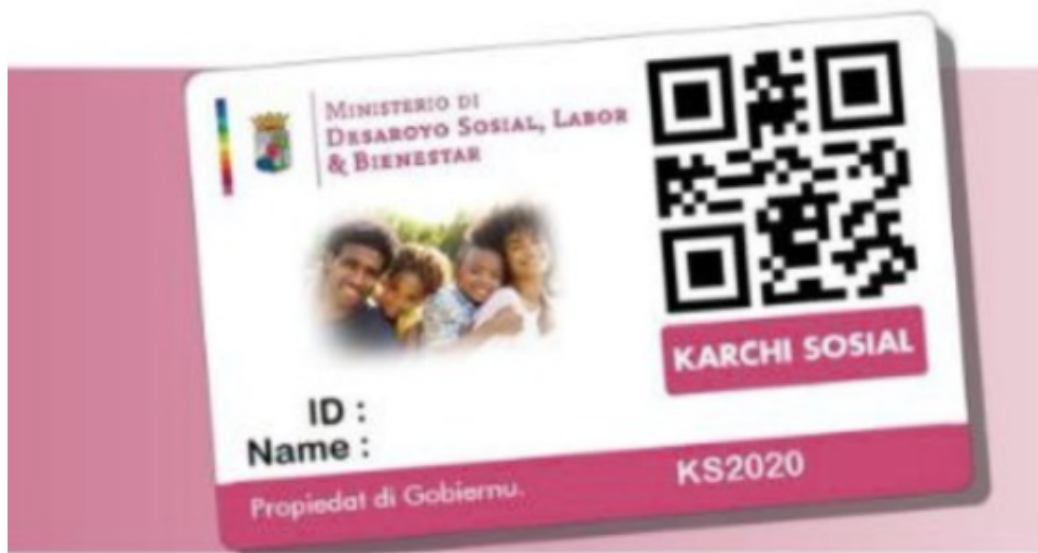 MINISTERIO DI
DESAROYO SOSIAL, LABOR
& BIENESTAR
KARCHI SOSIAL
ID :
Name :
Propiedat di Gobiernu.
KS2020